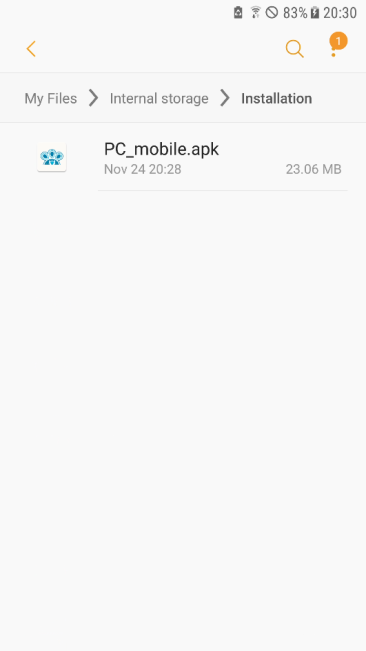 83% 20:30
1
My Files Internal storage Installation
PC_mobile.apk
Nov 24 20:28 23.06 MB